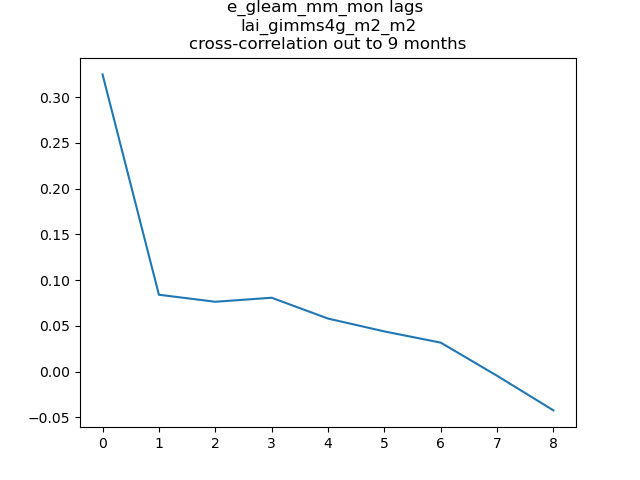 e_gleam_mm_mon lags
lai_gimms4g_m2_m2
cross-correlation out to 9 months
0.30
0.25
0.20
0.15
0.10
0.05
0.00
−0.05
0 1 2 3 4 5 6 7 8